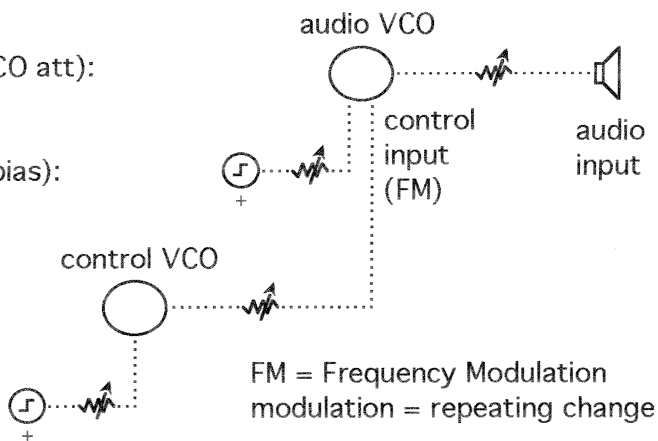 audio VCO
CO att):
control
input
(FM)
audio
input
bias):
+
control VCO
FM = Frequency Modulation
modulation = repeating change
+